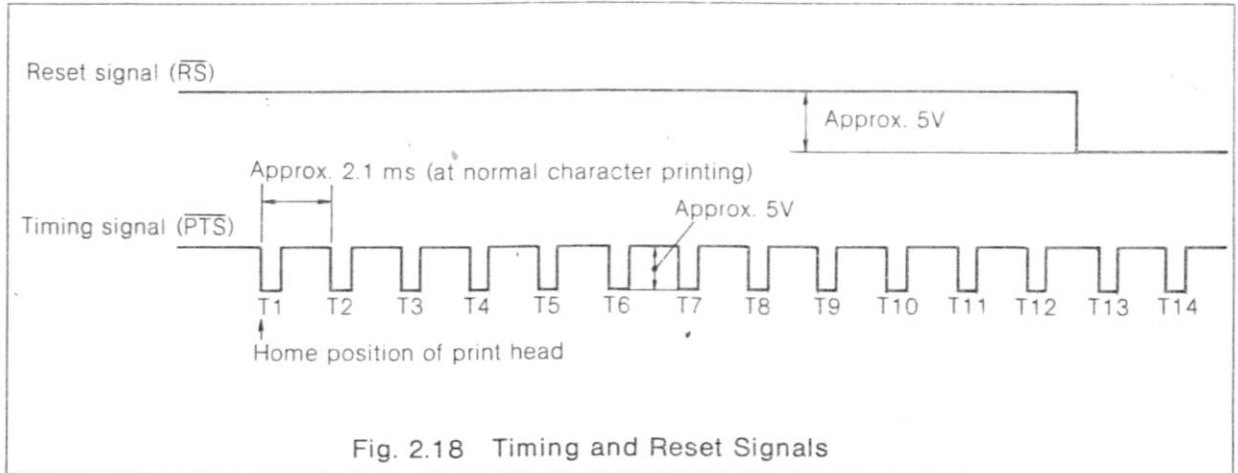 Reset signal (R̅S̅)
Approx. 5V
Approx. 2.1 ms (at normal character printing)
Timing signal (P̅T̅S̅)
Approx. 5V
T1 T2 T3 T4 T5 T6 T7 T8 T9 T10 T11 T12 T13 T14
Home position of print head
Fig. 2.18 Timing and Reset Signals